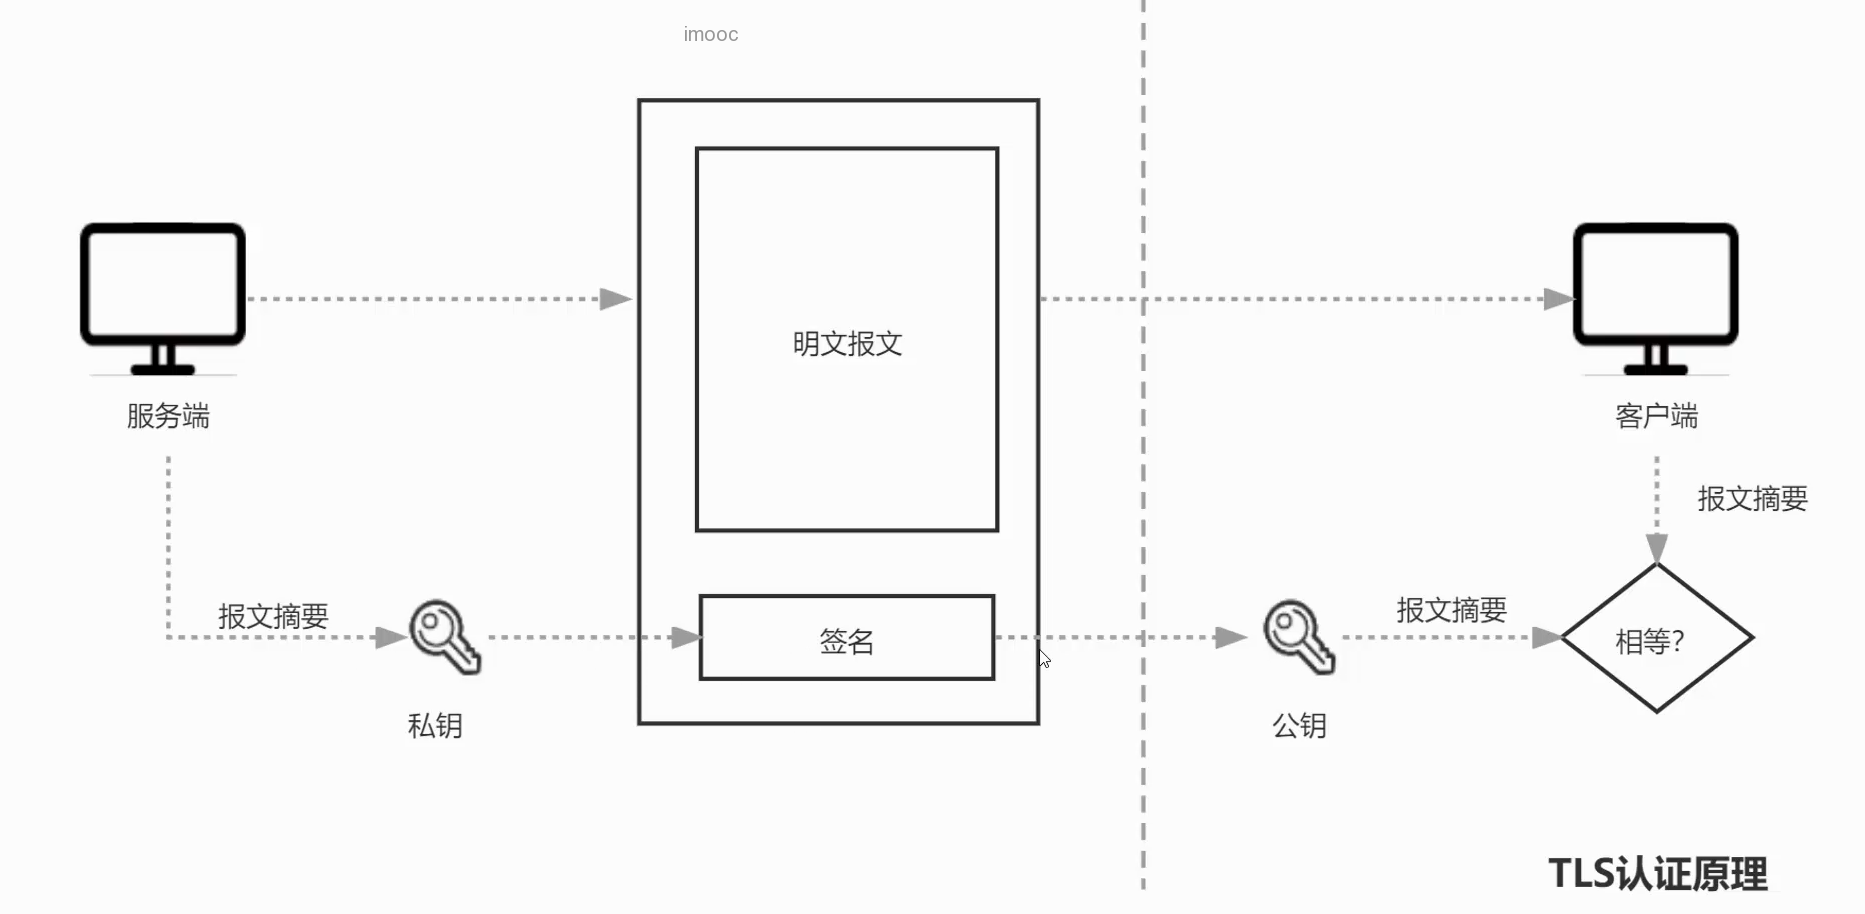 imooc
明文报文
服务端
客户端
报文摘要
报文摘要
报文摘要
签名
相等?
私钥
公钥
TLS认证原理